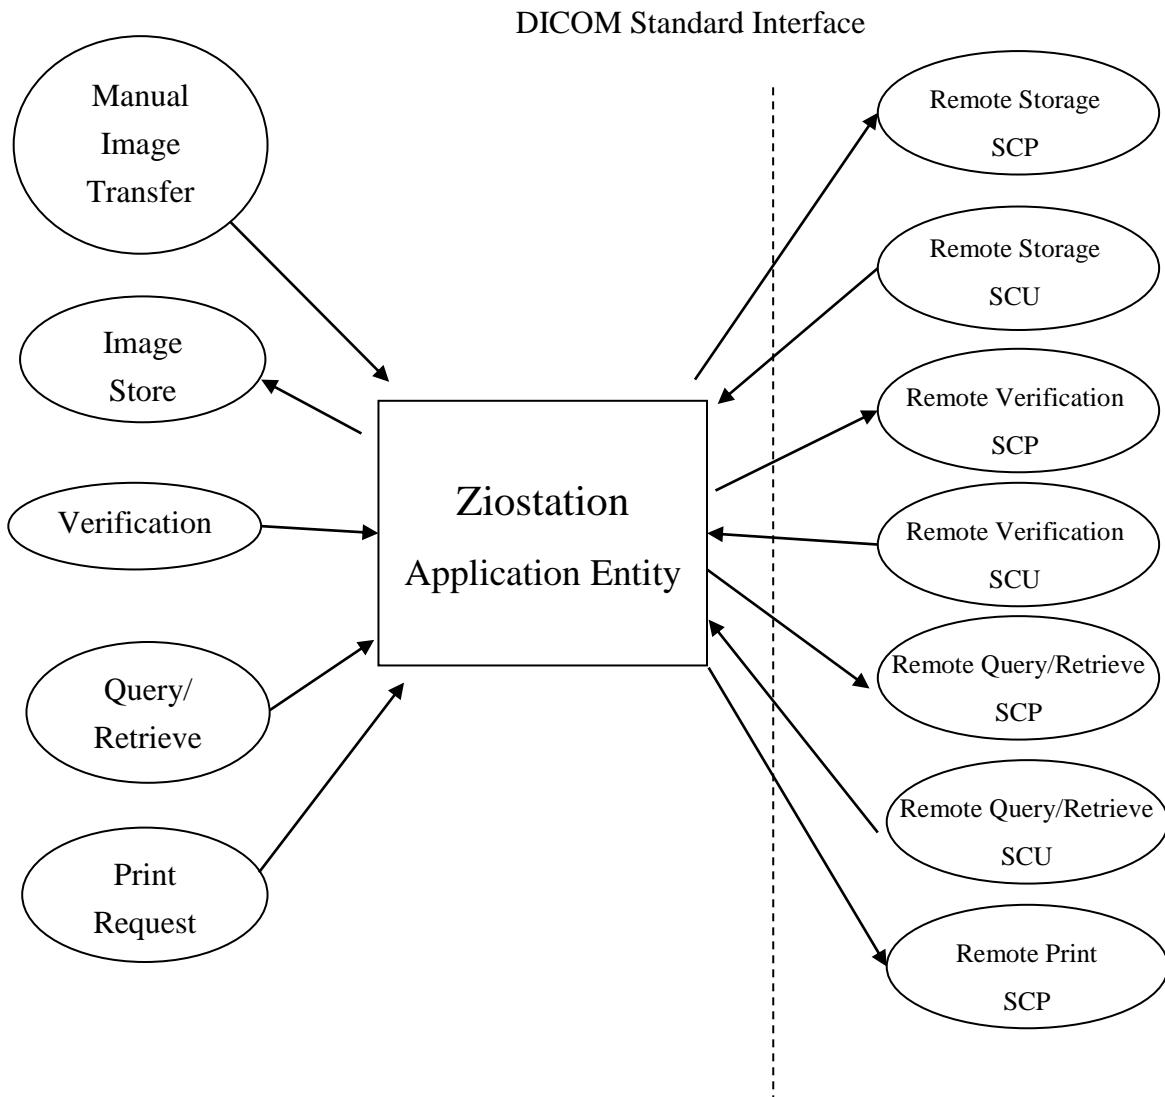 DICOM Standard Interface
Manual
Image
Transfer
Image
Store
Verification
Query/
Retrieve
Print
Request
Ziostation
Application Entity
Remote Storage
SCP
Remote Storage
SCU
Remote Verification
SCP
Remote Verification
SCU
Remote Query/Retrieve
SCP
Remote Query/Retrieve
SCU
Remote Print
SCP